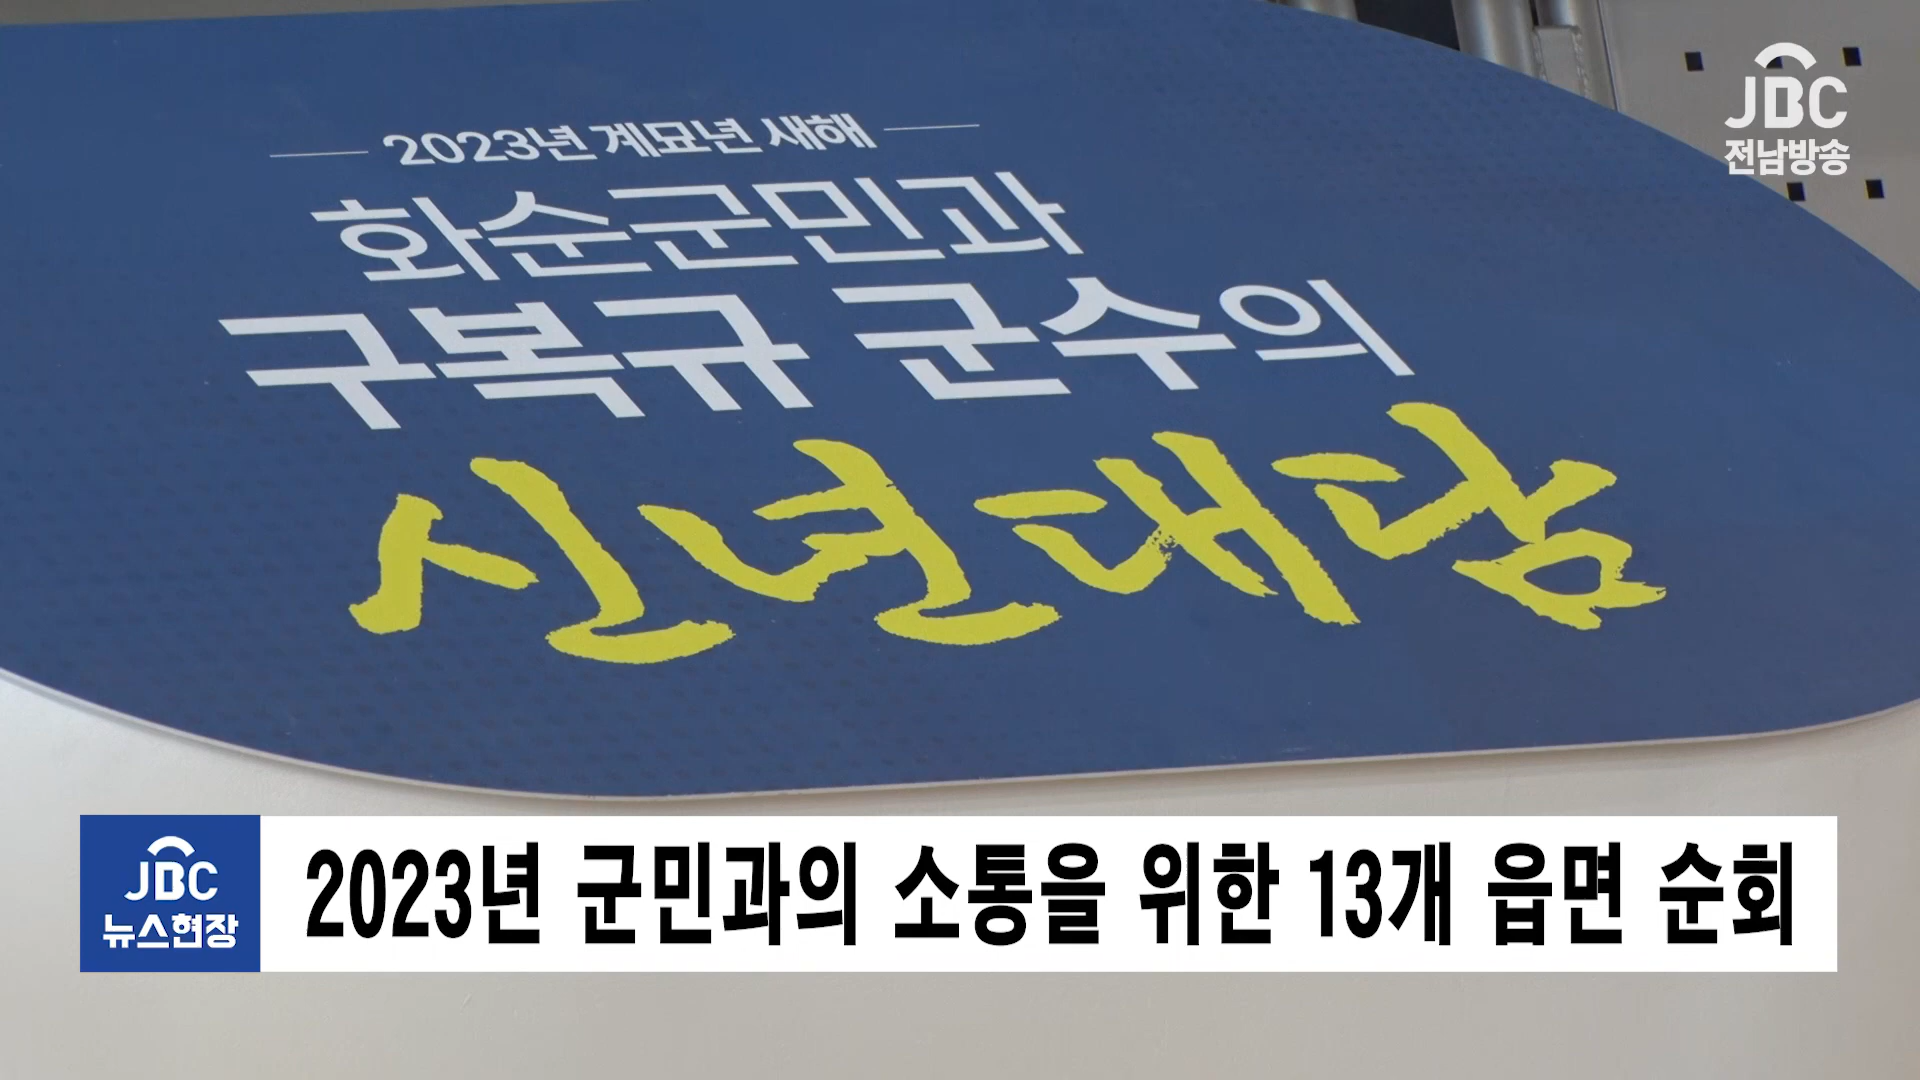 JBC
전남방송
2023년 계묘년 새해
화순군민과
구복규 군수의
신년대담
JBC
뉴스현장
2023년 군민과의 소통을 위한 13개 읍면 순회